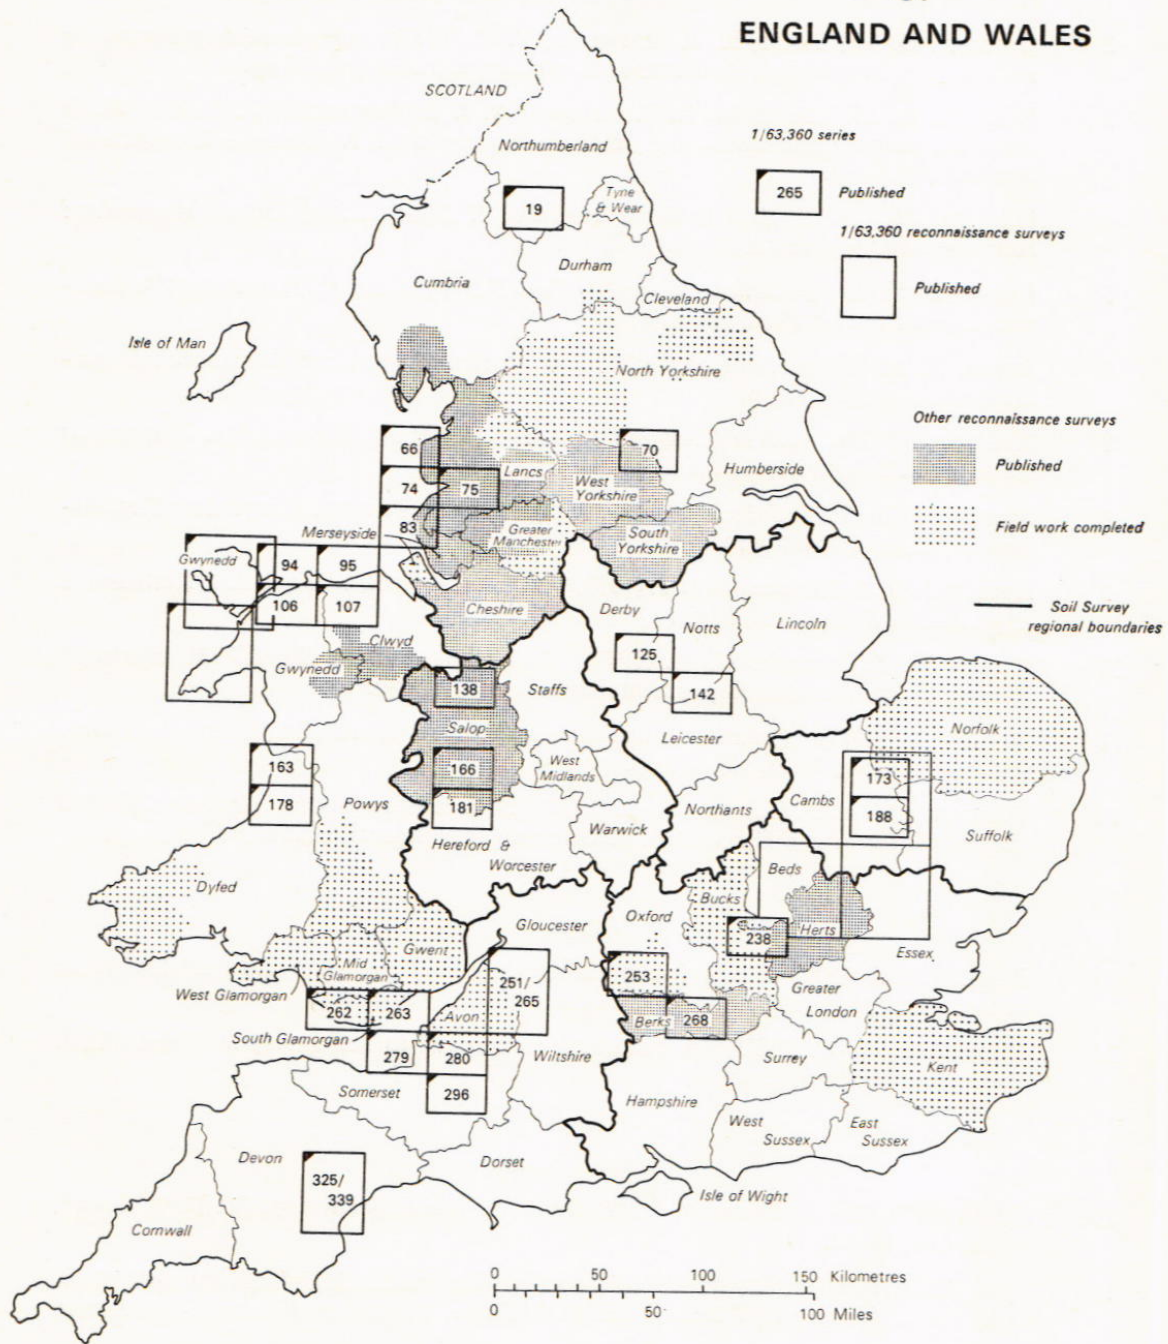 ENGLAND AND WALES
SCOTLAND
Northumberland
1/63,360 series
265
Published
19
Tyne
& Wear
1/63,360 reconnaissance surveys
Durham
Cumbria
Cleveland
Published
Isle of Man
North Yorkshire
Other reconnaissance surveys
66
70
Published
Lancs
Humberside
74
75
West
Yorkshire
Field work completed
83
Merseyside
Greater
Manchester
South
Yorkshire
Gwynedd
94
95
106
107
Cheshire
Derby
Notts
Lincoln
Soil Survey
regional boundaries
Clwyd
125
Gwynedd
138
Staffs
142
Salop
Leicester
Norfolk
163
166
West
Midlands
173
178
Powys
181
Cambs
188
Northants
Warwick
Suffolk
Hereford &
Worcester
Beds
Dyfed
Bucks
Oxford
Gloucester
Herts
238
Essex
Gwent
Mid
Glamorgan
253
251/
265
West Glamorgan
Greater
London
262
263
Avon
Berks
268
South Glamorgan
279
280
Wiltshire
Surrey
Kent
Somerset
296
Hampshire
West
Sussex
East
Sussex
Devon
Dorset
325/
339
Isle of Wight
Cornwall
0 50 100 150 Kilometres
0 50 100 Miles